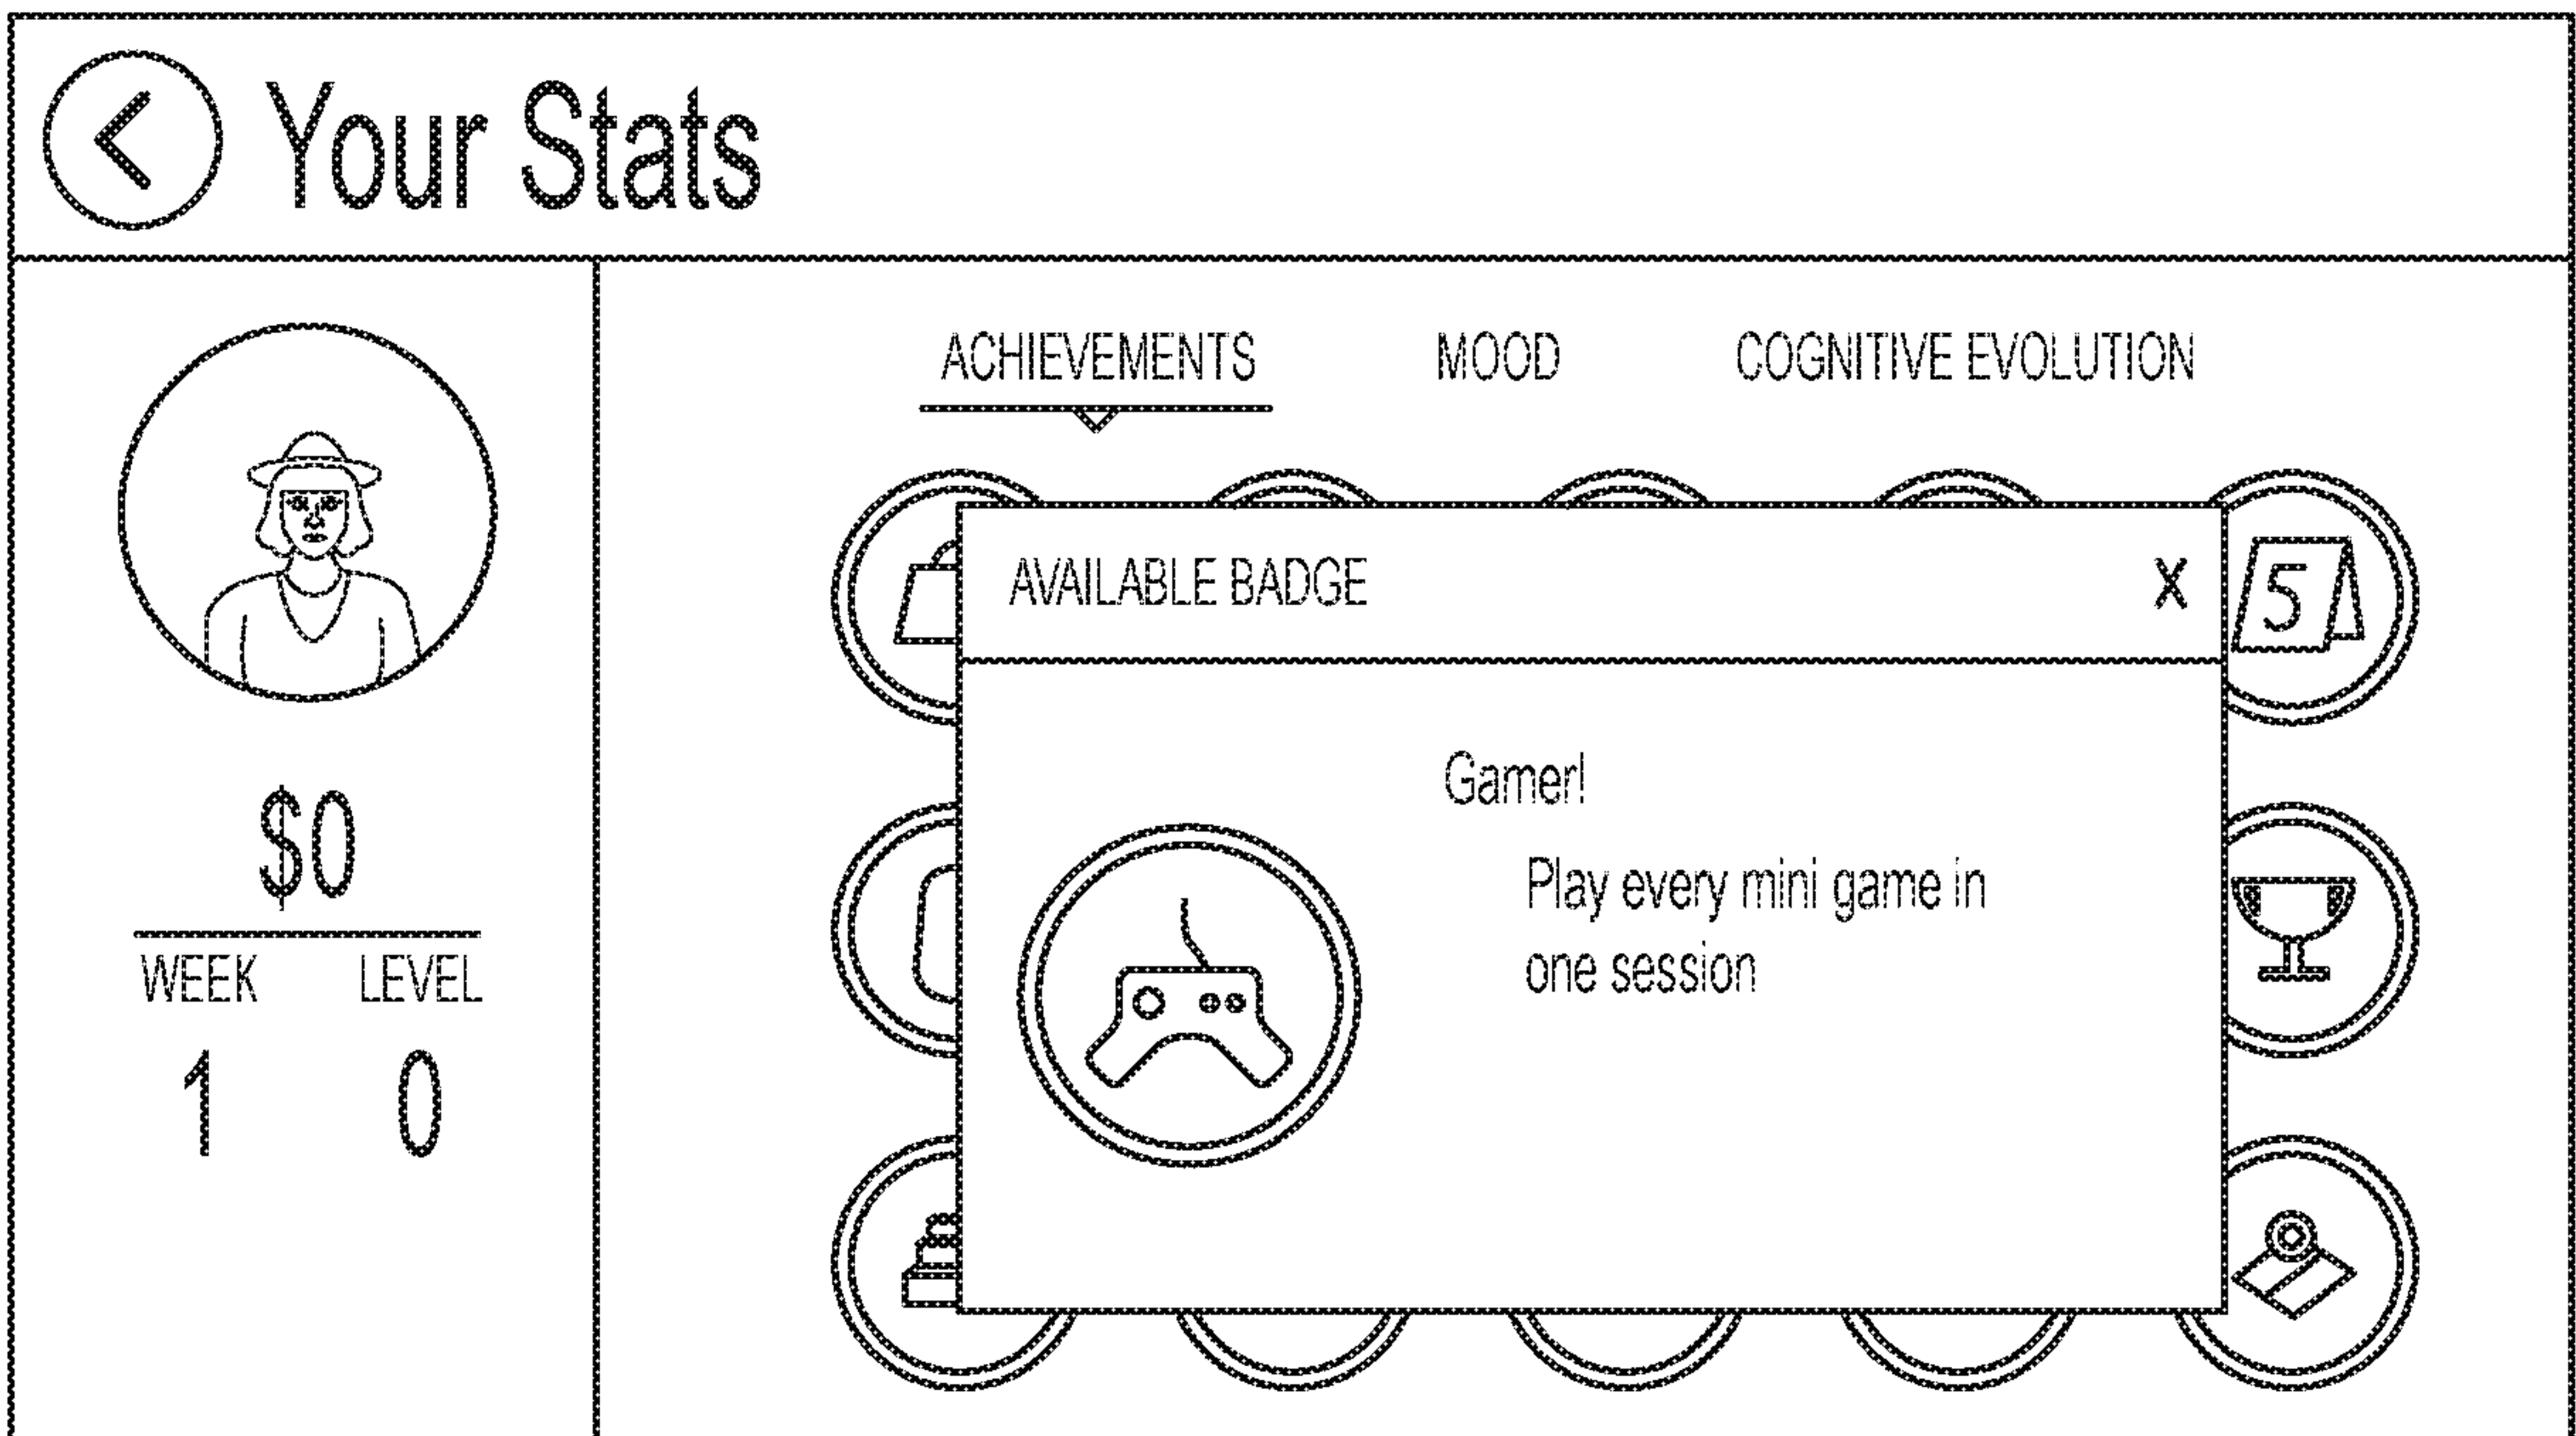 Your Stats
ACHIEVEMENTS MOOD COGNITIVE EVOLUTION
AVAILABLE BADGE X
5
Gamer!
Play every mini game in
one session
$0
WEEK LEVEL
1 0